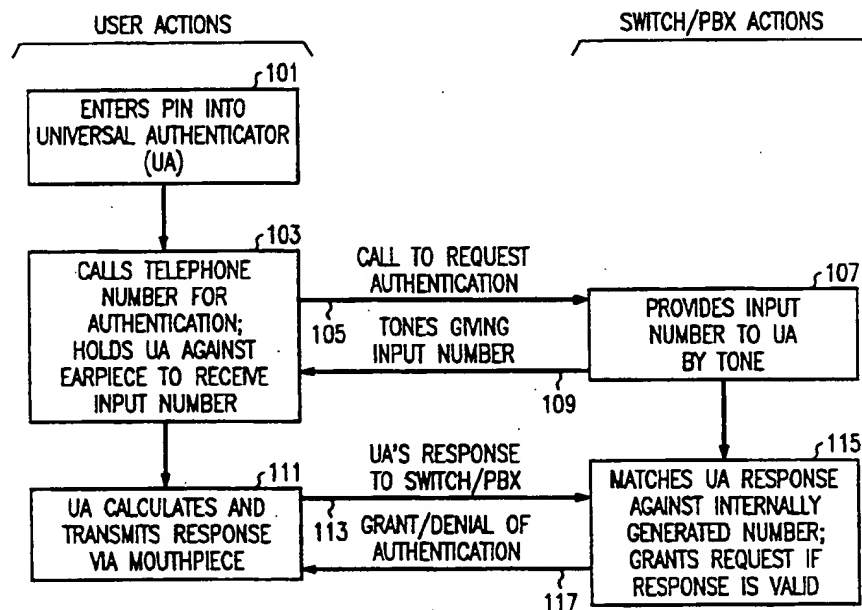 USER ACTIONS
SWITCH/PBX ACTIONS
101
ENTERS PIN INTO
UNIVERSAL AUTHENTICATOR
(UA)
103
CALLS TELEPHONE
NUMBER FOR
AUTHENTICATION;
HOLDS UA AGAINST
EARPIECE TO RECEIVE
INPUT NUMBER
CALL TO REQUEST
AUTHENTICATION
105
TONES GIVING
INPUT NUMBER
109
107
PROVIDES INPUT
NUMBER TO UA
BY TONE
111
UA CALCULATES AND
TRANSMITS RESPONSE
VIA MOUTHPIECE
UA'S RESPONSE
TO SWITCH/PBX
113
GRANT/DENIAL OF
AUTHENTICATION
117
115
MATCHES UA RESPONSE
AGAINST INTERNALLY
GENERATED NUMBER;
GRANTS REQUEST IF
RESPONSE IS VALID